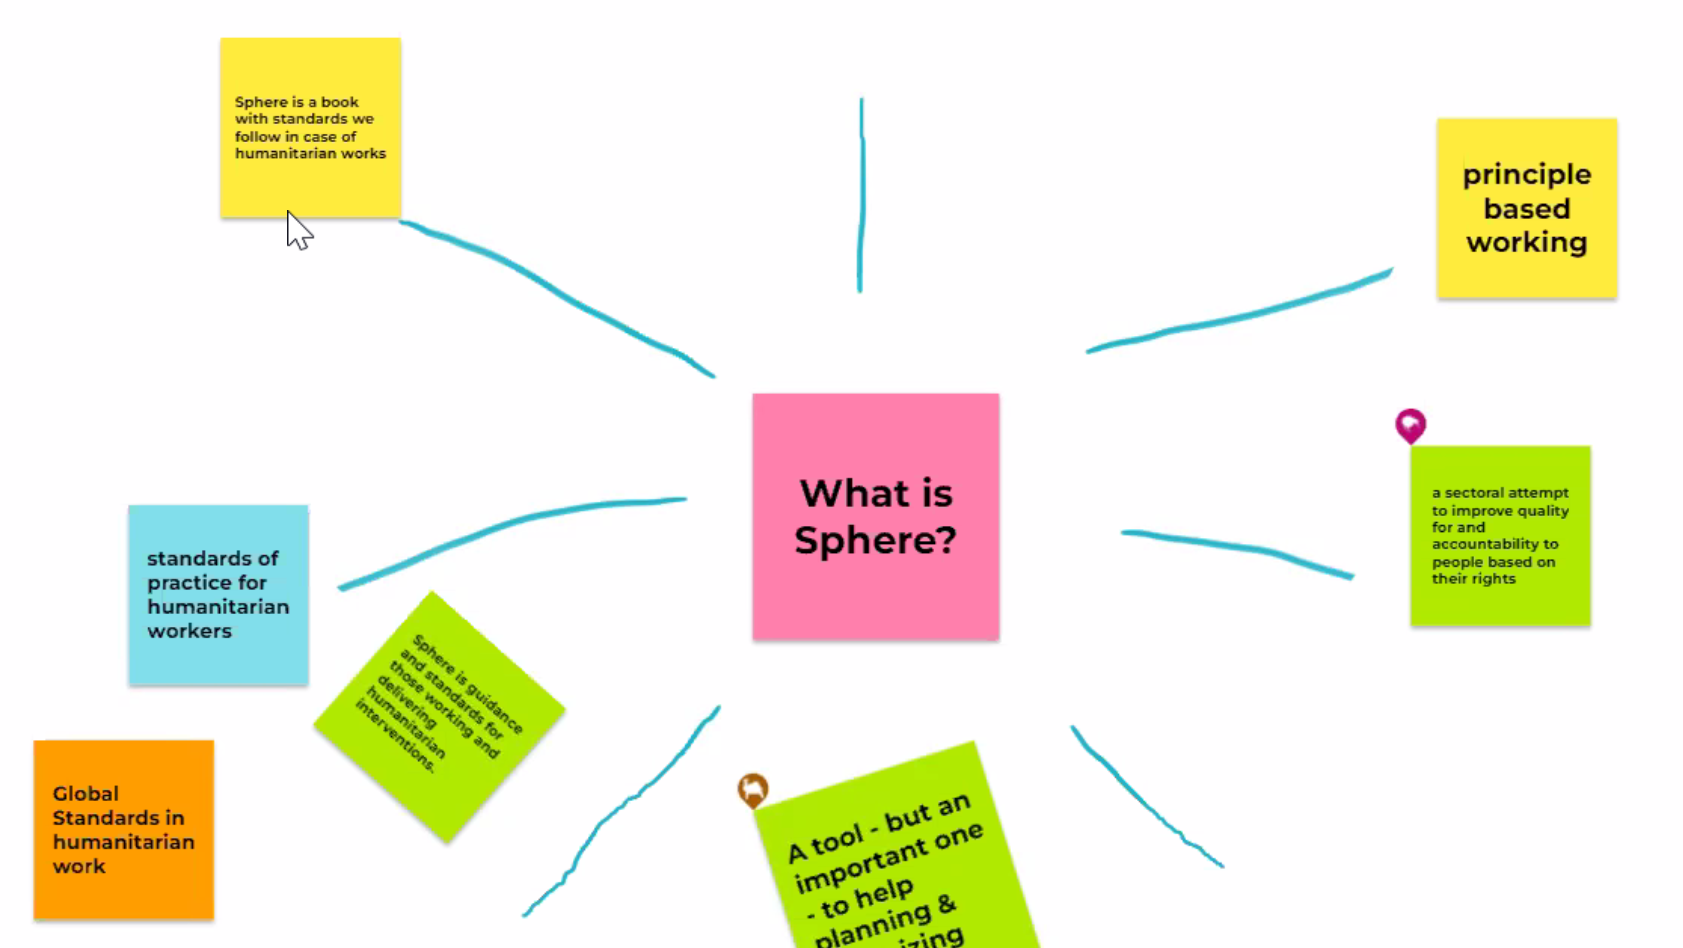 Sphere is a book
with standards we
follow in case of
humanitarian works
principle
based
working
What is
Sphere?
a sectoral attempt
to improve quality
for and
accountability to
people based on
their rights
standards of
practice for
humanitarian
workers
Sphere is guidance
and standards for
those working and
delivering
humanitarian
interventions.
Global
Standards in
humanitarian
work
A tool - but an
important one
- to help
planning &